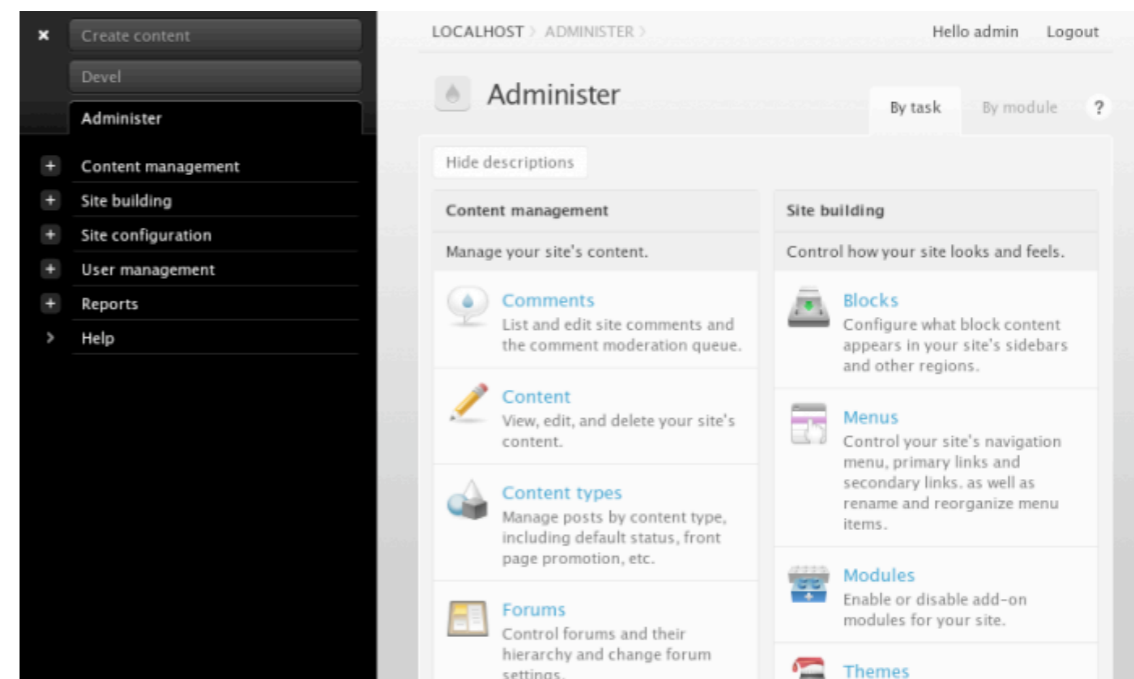 Create content
Devel
Administer
Content management
Site building
Site configuration
User management
Reports
Help
LOCALHOST ADMINISTER
Hello admin Logout
Administer
By task By module ?
Hide descriptions
Content management
Manage your site's content.
Comments
List and edit site comments and
the comment moderation queue.
Content
View, edit, and delete your site's
content.
Content types
Manage posts by content type,
including default status, front
page promotion, etc.
Forums
Control forums and their
hierarchy and change forum
settings.
Site building
Control how your site looks and feels.
Blocks
Configure what block content
appears in your site's sidebars
and other regions.
Menus
Control your site's navigation
menu, primary links and
secondary links. as well as
rename and reorganize menu
items.
Modules
Enable or disable add-on
modules for your site.
Themes